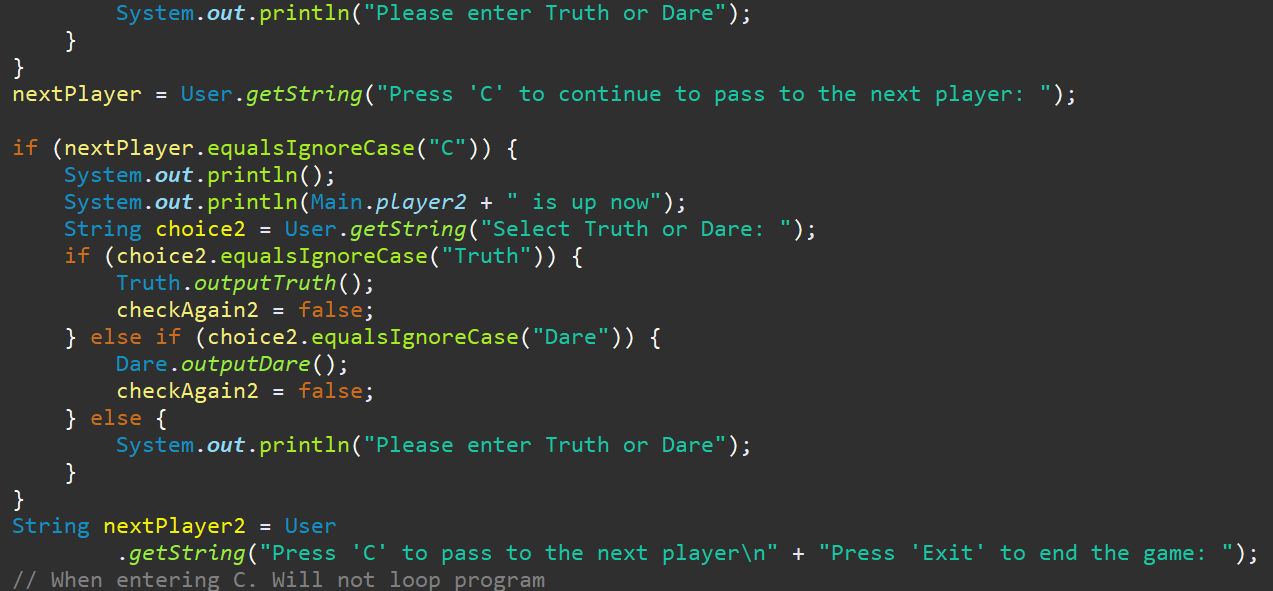 System.out.println("Please enter Truth or Dare");
}
}
nextPlayer = User.getString("Press 'C' to continue to pass to the next player: ");
if (nextPlayer.equalsIgnoreCase("C")) {
System.out.println();
System.out.println(Main.player2 + " is up now");
String choice2 = User.getString("Select Truth or Dare: ");
if (choice2.equalsIgnoreCase("Truth")) {
Truth.outputTruth();
checkAgain2 = false;
} else if (choice2.equalsIgnoreCase("Dare")) {
Dare.outputDare();
checkAgain2 = false;
} else {
System.out.println("Please enter Truth or Dare");
}
}
String nextPlayer2 = User
.getString("Press 'C' to pass to the next player\n" + "Press 'Exit' to end the game: ");
// When entering C. Will not loop program